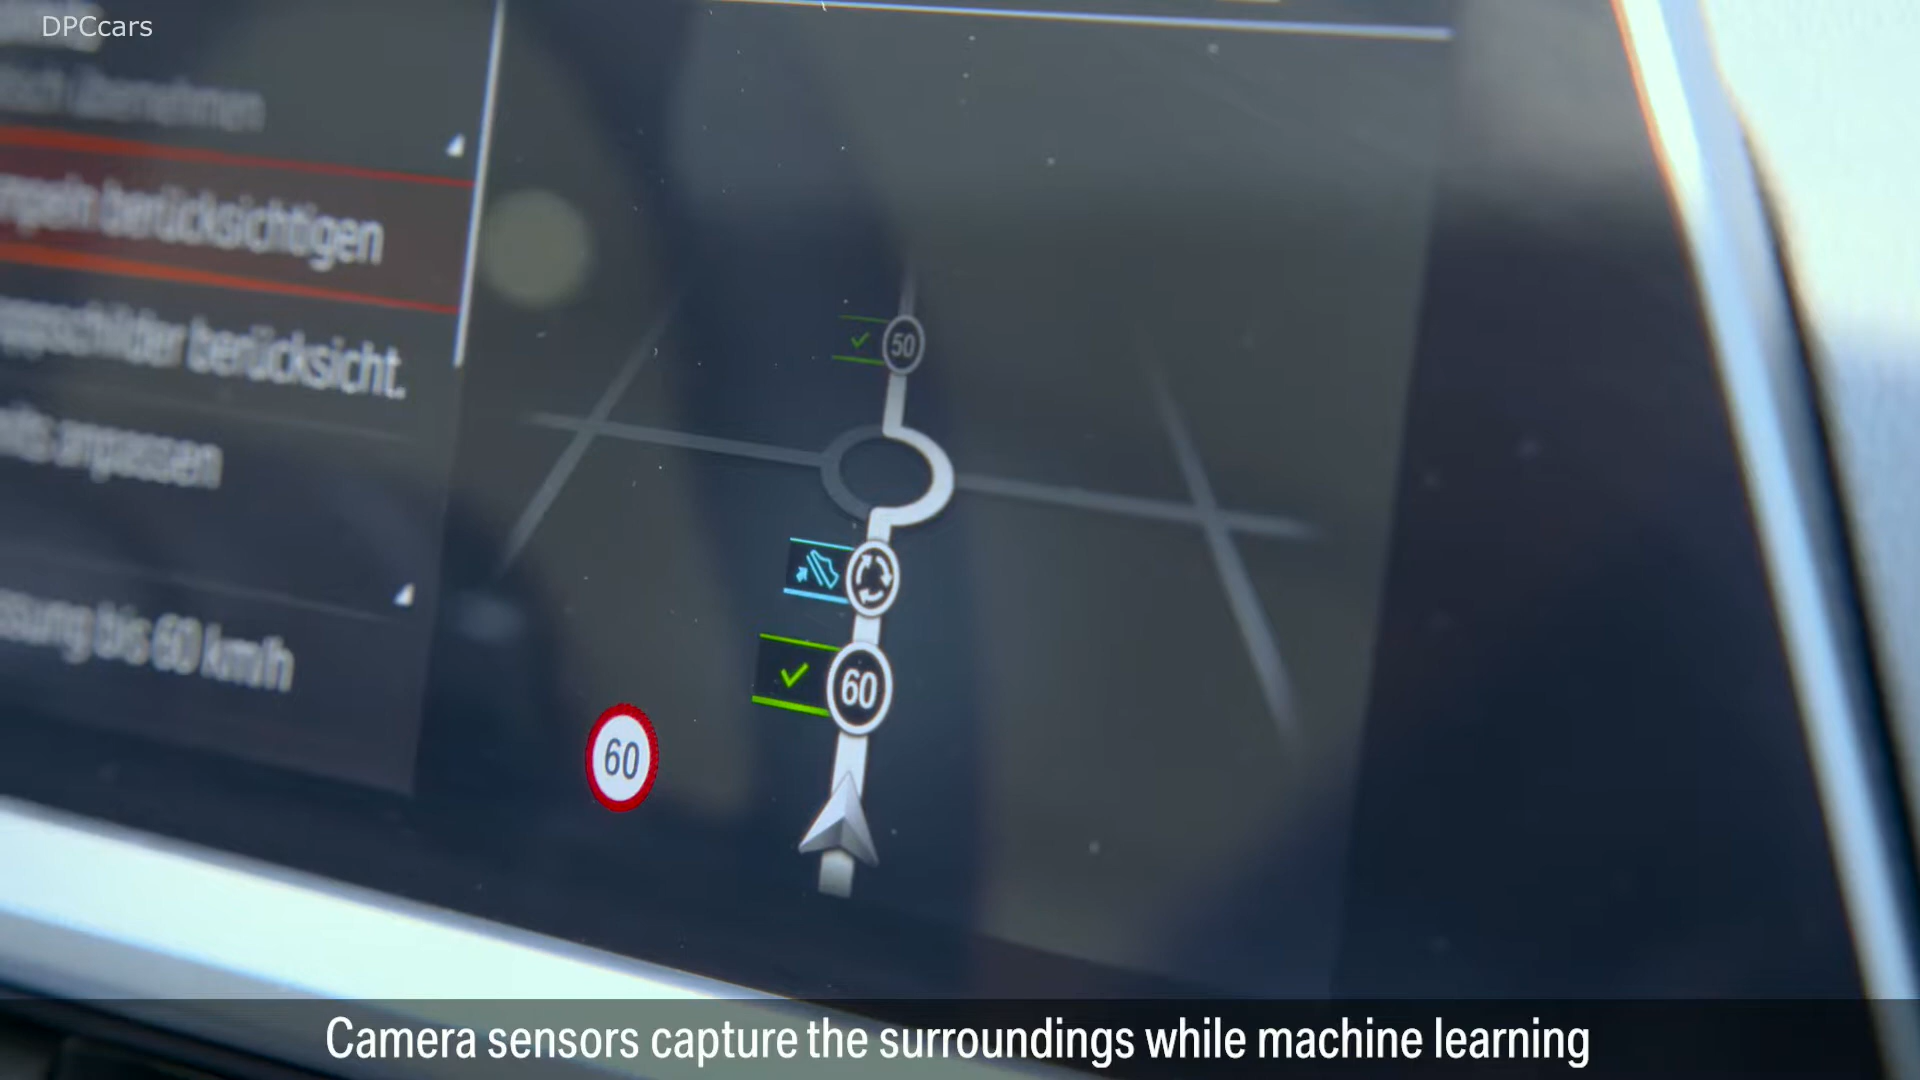 DPCcars
übernehmen
berücksichtigen
berücksicht.
anpassen
bis 60 km/h
50
60
60
Camera sensors capture the surroundings while machine learning